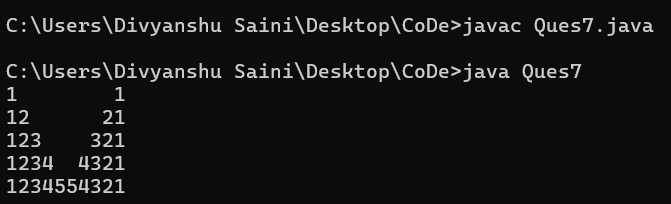 C:\Users\Divyanshu Saini\Desktop\CoDe>javac Ques7.java
C:\Users\Divyanshu Saini\Desktop\CoDe>java Ques7
1        1
12      21
123    321
1234  4321
1234554321